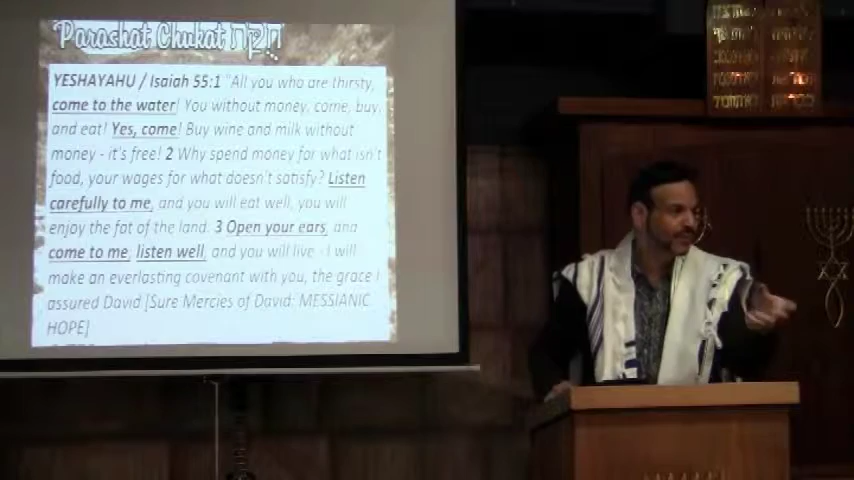 Parashat Chukat חֻקַּת
YESHAYAHU / Isaiah 55:1 "All you who are thirsty,
come to the water! You without money, come, buy,
and eat! Yes, come! Buy wine and milk without
money - it's free! 2 Why spend money for what isn't
food, your wages for what doesn't satisfy? Listen
carefully to me, and you will eat well, you will
enjoy the fat of the land. 3 Open your ears, and
come to me, listen well, and you will live - I will
make an everlasting covenant with you, the grace I
assured David [Sure Mercies of David: MESSIANIC
HOPE]